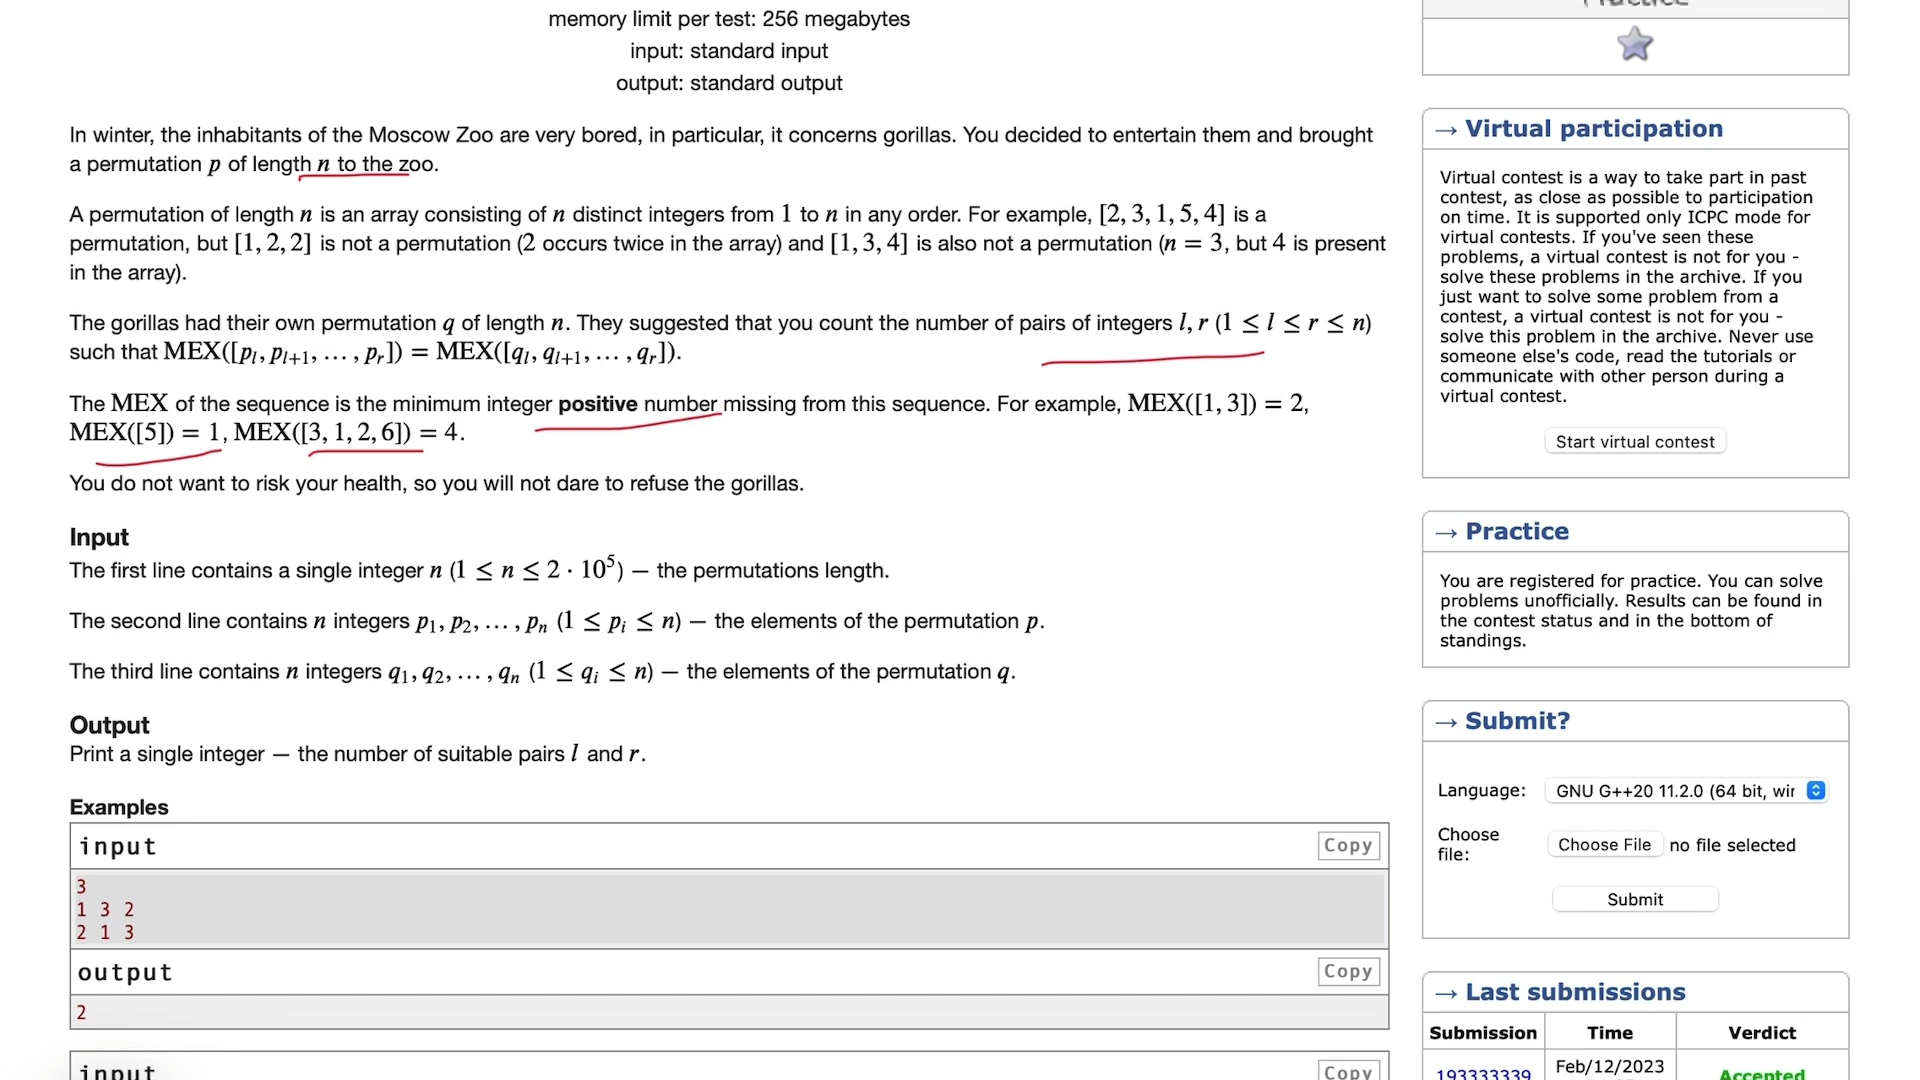 memory limit per test: 256 megabytes
input: standard input
output: standard output
In winter, the inhabitants of the Moscow Zoo are very bored, in particular, it concerns gorillas. You decided to entertain them and brought
a permutation p of length n to the zoo.
A permutation of length n is an array consisting of n distinct integers from 1 to n in any order. For example, [2, 3, 1, 5, 4] is a
permutation, but [1, 2, 2] is not a permutation (2 occurs twice in the array) and [1, 3, 4] is also not a permutation (n = 3, but 4 is present
in the array).
The gorillas had their own permutation q of length n. They suggested that you count the number of pairs of integers l, r (1 ≤ l ≤ r ≤ n)
such that MEX([pₗ, pₗ₊₁, … , pᵣ]) = MEX([qₗ, qₗ₊₁, … , qᵣ]).
The MEX of the sequence is the minimum integer positive number missing from this sequence. For example, MEX([1, 3]) = 2,
MEX([5]) = 1, MEX([3, 1, 2, 6]) = 4.
You do not want to risk your health, so you will not dare to refuse the gorillas.
Input
The first line contains a single integer n (1 ≤ n ≤ 2 · 10⁵) — the permutations length.
The second line contains n integers p₁, p₂, … , pₙ (1 ≤ pᵢ ≤ n) — the elements of the permutation p.
The third line contains n integers q₁, q₂, … , qₙ (1 ≤ qᵢ ≤ n) — the elements of the permutation q.
Output
Print a single integer — the number of suitable pairs l and r.
Examples
input Copy
3
1 3 2
2 1 3
output Copy
2
input Copy
Practice
→ Virtual participation
Virtual contest is a way to take part in past
contest, as close as possible to participation
on time. It is supported only ICPC mode for
virtual contests. If you've seen these
problems, a virtual contest is not for you -
solve these problems in the archive. If you
just want to solve some problem from a
contest, a virtual contest is not for you -
solve this problem in the archive. Never use
someone else's code, read the tutorials or
communicate with other person during a
virtual contest.
Start virtual contest
→ Practice
You are registered for practice. You can solve
problems unofficially. Results can be found in
the contest status and in the bottom of
standings.
→ Submit?
Language: GNU G++20 11.2.0 (64 bit, wir
Choose
file: Choose File no file selected
Submit
→ Last submissions
Submission Time Verdict
193333339 Feb/12/2023 Accepted